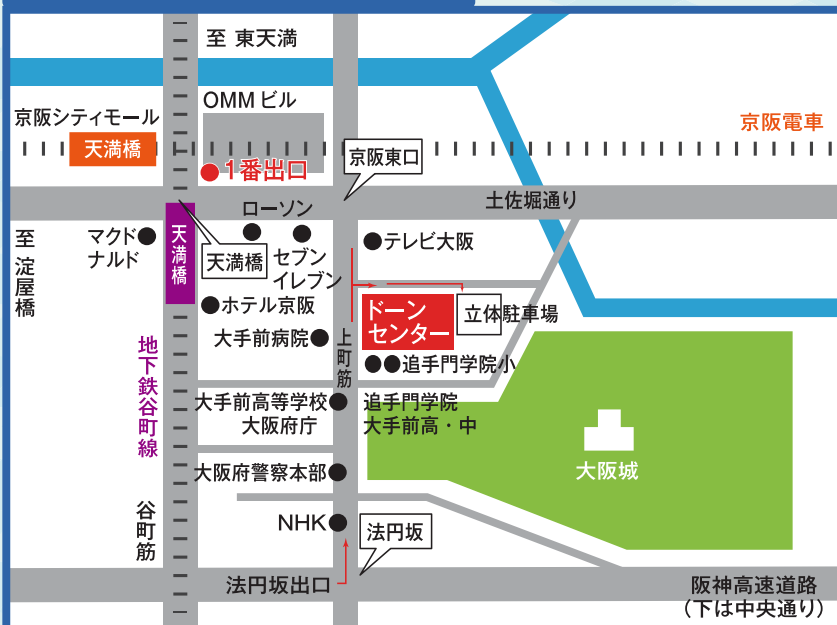 至 東天満
OMM ビル
京阪シティモール
天満橋
京阪電車
京阪東口
1番出口
土佐堀通り
ローソン
マクド
ナルド
至 淀屋橋
天満橋
天満橋
セブン
イレブン
テレビ大阪
ホテル京阪
ドーン
センター
立体駐車場
大手前病院
上町筋
追手門学院小
地下鉄谷町線
大手前高等学校
大阪府庁
追手門学院
大手前高・中
大阪城
大阪府警察本部
谷町筋
NHK
法円坂
法円坂出口
阪神高速道路
(下は中央通り)